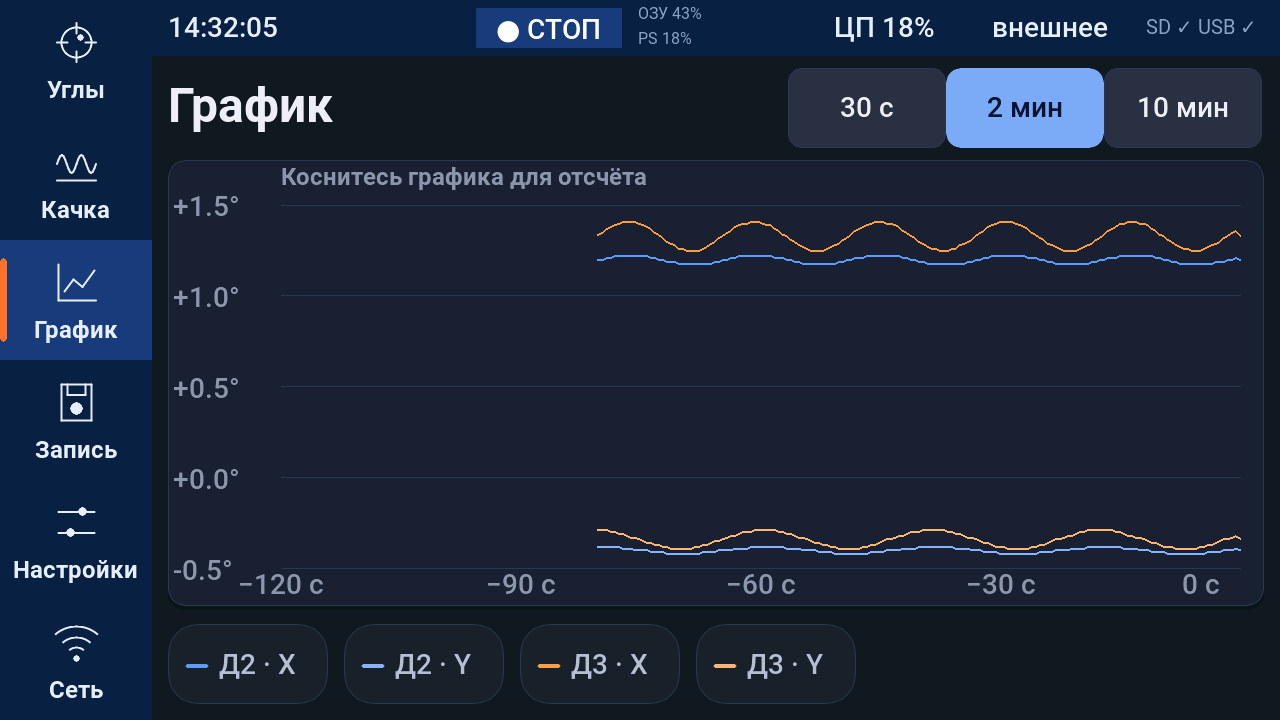 14:32:05
СТОП
ОЗУ 43%
PS 18%
ЦП 18%
внешнее
SD ✓ USB ✓
Углы
Качка
График
Запись
Настройки
Сеть
График
30 с
2 мин
10 мин
Коснитесь графика для отсчёта
+1.5°
+1.0°
+0.5°
+0.0°
-0.5°
−120 с
−90 с
−60 с
−30 с
0 с
Д2 · X
Д2 · Y
Д3 · X
Д3 · Y